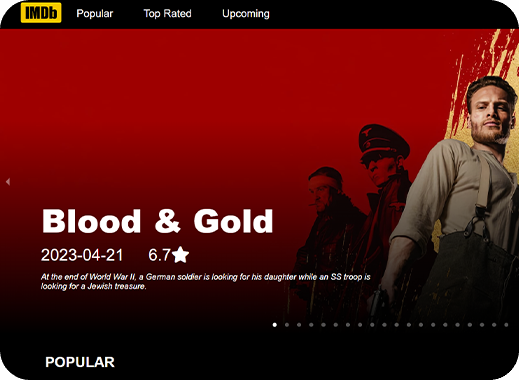 IMDb Popular Top Rated Upcoming
Blood & Gold
2023-04-21 6.7
At the end of World War II, a German soldier is looking for his daughter while an SS troop is
looking for a Jewish treasure.
POPULAR